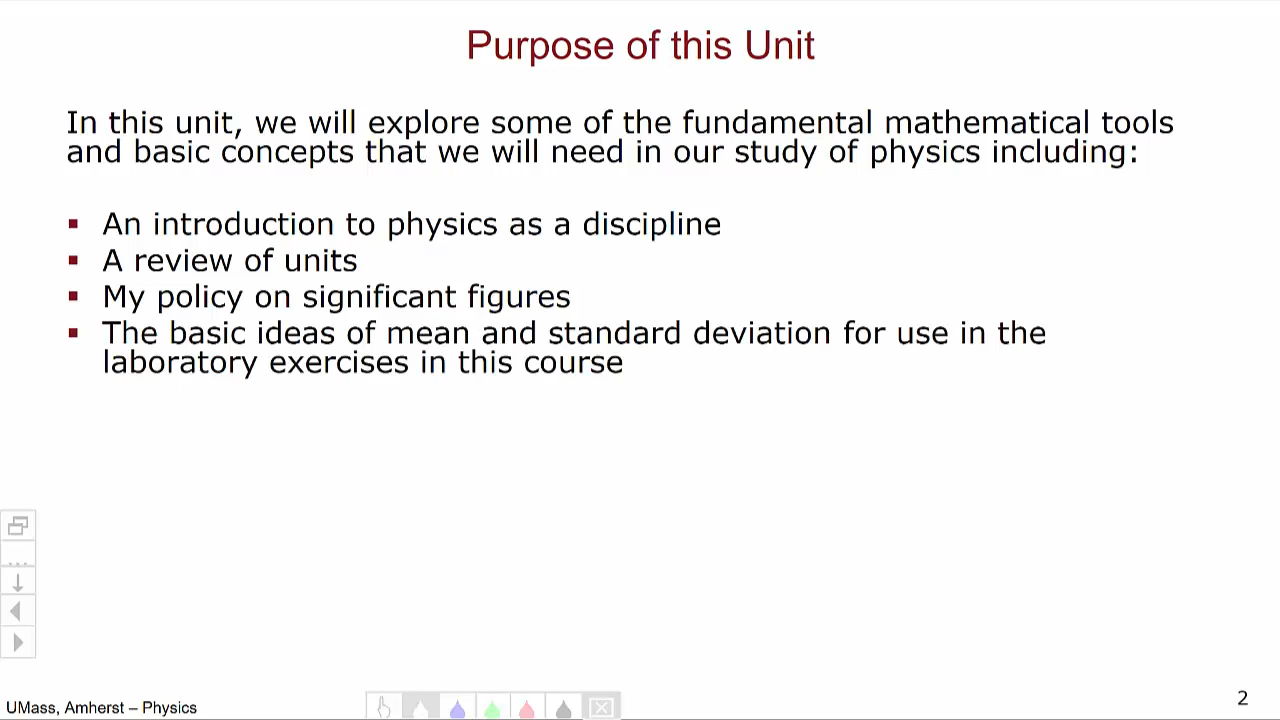 Purpose of this Unit
In this unit, we will explore some of the fundamental mathematical tools
and basic concepts that we will need in our study of physics including:
▪ An introduction to physics as a discipline
▪ A review of units
▪ My policy on significant figures
▪ The basic ideas of mean and standard deviation for use in the
laboratory exercises in this course
UMass, Amherst – Physics
2